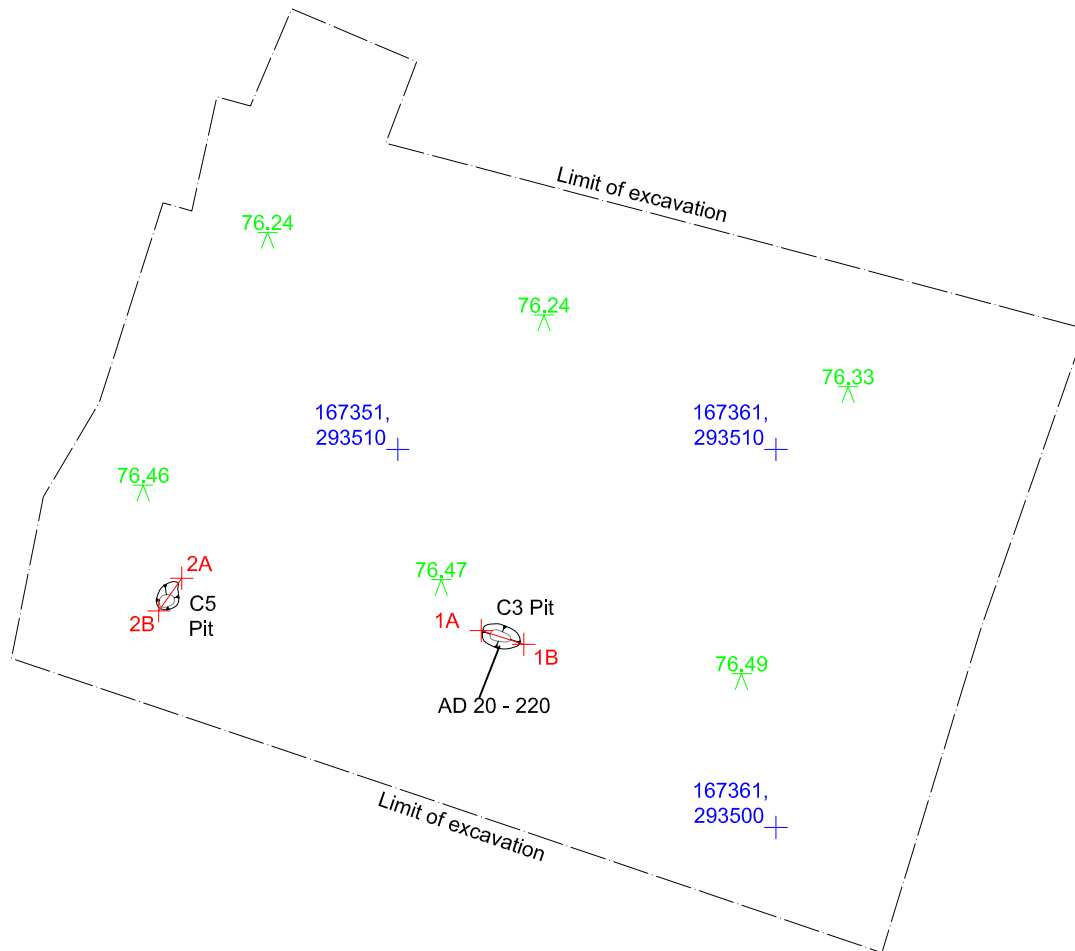 Limit of excavation
76.24
76.24
76.33
167351,
293510
167361,
293510
76.46
76.47
2A
C5
Pit
2B
C3 Pit
1A
1B
76.49
AD 20 - 220
167361,
293500
Limit of excavation